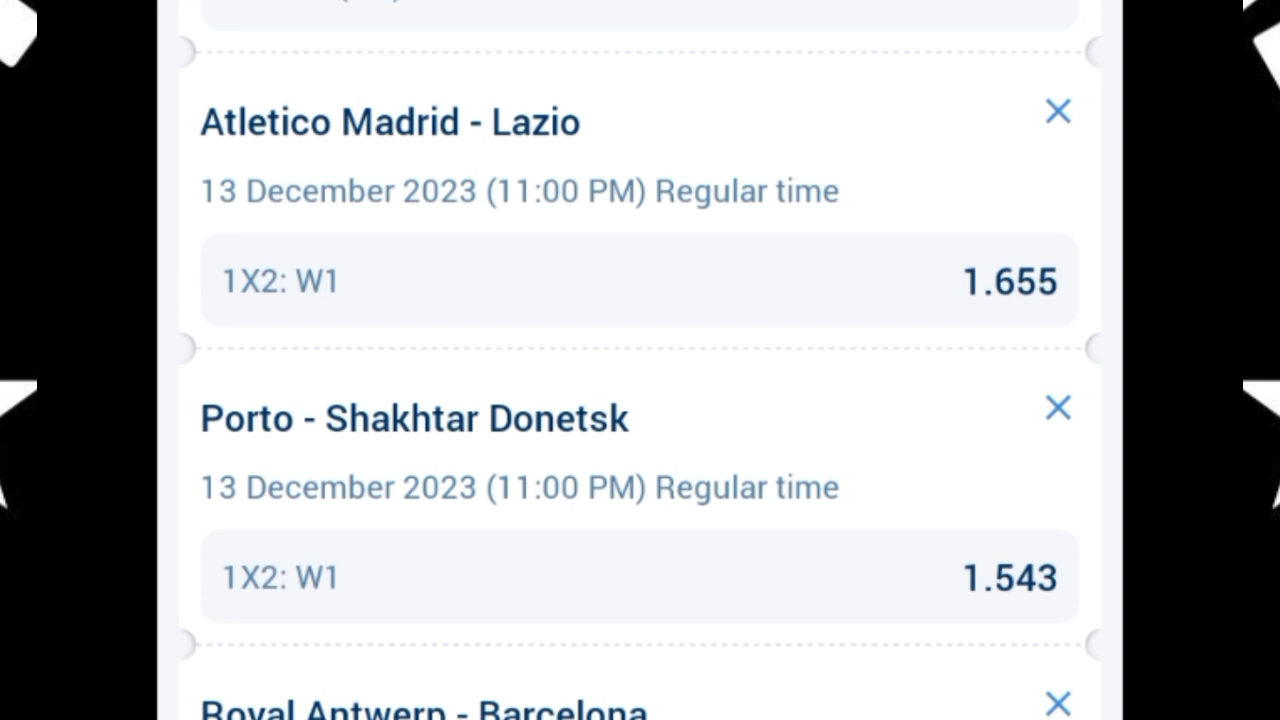 Atletico Madrid - Lazio
13 December 2023 (11:00 PM) Regular time
1X2: W1
1.655
Porto - Shakhtar Donetsk
13 December 2023 (11:00 PM) Regular time
1X2: W1
1.543
Royal Antwerp - Barcelona